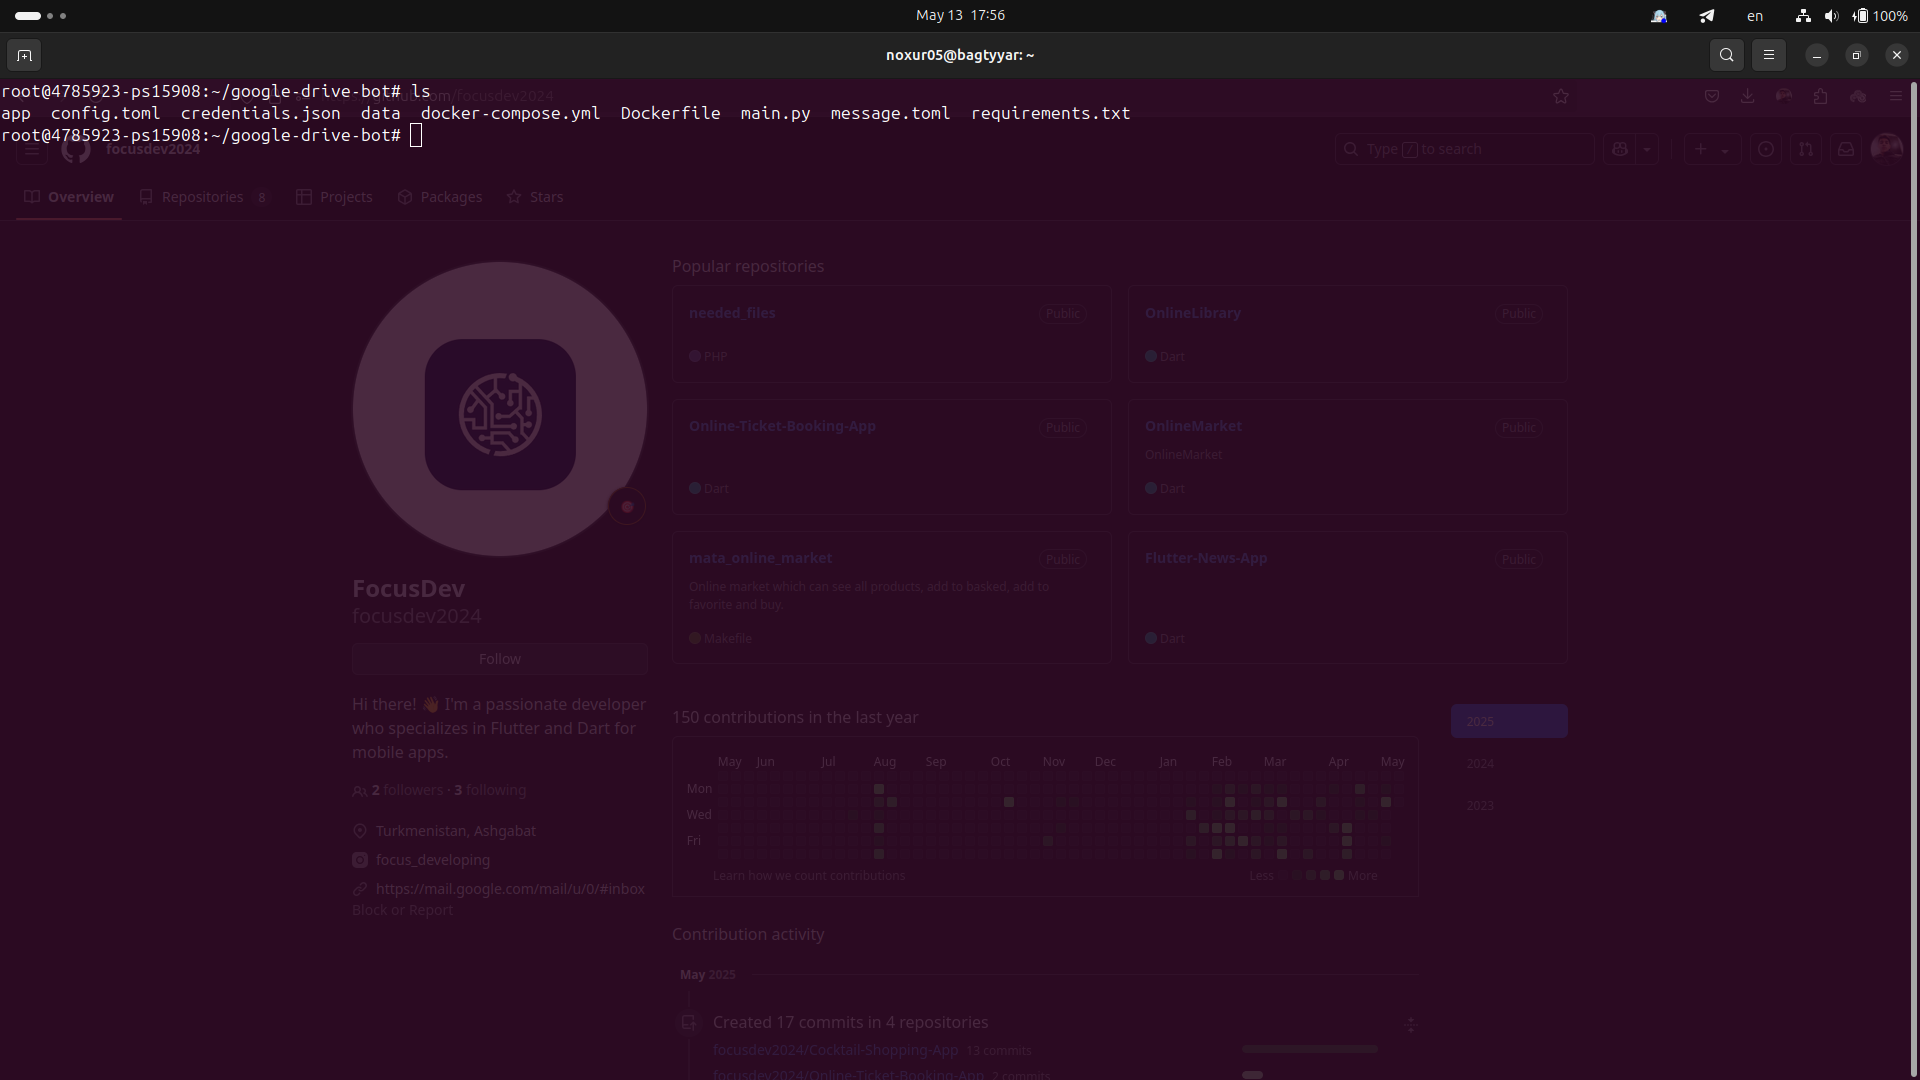 May 13 17:56
en
100%
noxur05@bagtyyar: ~
root@4785923-ps15908:~/google-drive-bot# ls
app config.toml credentials.json data docker-compose.yml Dockerfile main.py message.toml requirements.txt
root@4785923-ps15908:~/google-drive-bot#
focusdev2024
Type / to search
Overview
Repositories 8
Projects
Packages
Stars
Popular repositories
needed_files Public
PHP
OnlineLibrary Public
Dart
Online-Ticket-Booking-App Public
Dart
OnlineMarket Public
OnlineMarket
Dart
mata_online_market Public
Online market which can see all products, add to basked, add to
favorite and buy.
Makefile
Flutter-News-App Public
Dart
FocusDev
focusdev2024
Follow
Hi there! 👋 I'm a passionate developer
who specializes in Flutter and Dart for
mobile apps.
2 followers · 3 following
Turkmenistan, Ashgabat
focus_developing
https://mail.google.com/mail/u/0/#inbox
Block or Report
150 contributions in the last year
2025
2024
2023
May Jun Jul Aug Sep Oct Nov Dec Jan Feb Mar Apr May
Mon
Wed
Fri
Learn how we count contributions
Less More
Contribution activity
May 2025
Created 17 commits in 4 repositories
focusdev2024/Cocktail-Shopping-App 13 commits
focusdev2024/Online-Ticket-Booking-App 2 commits